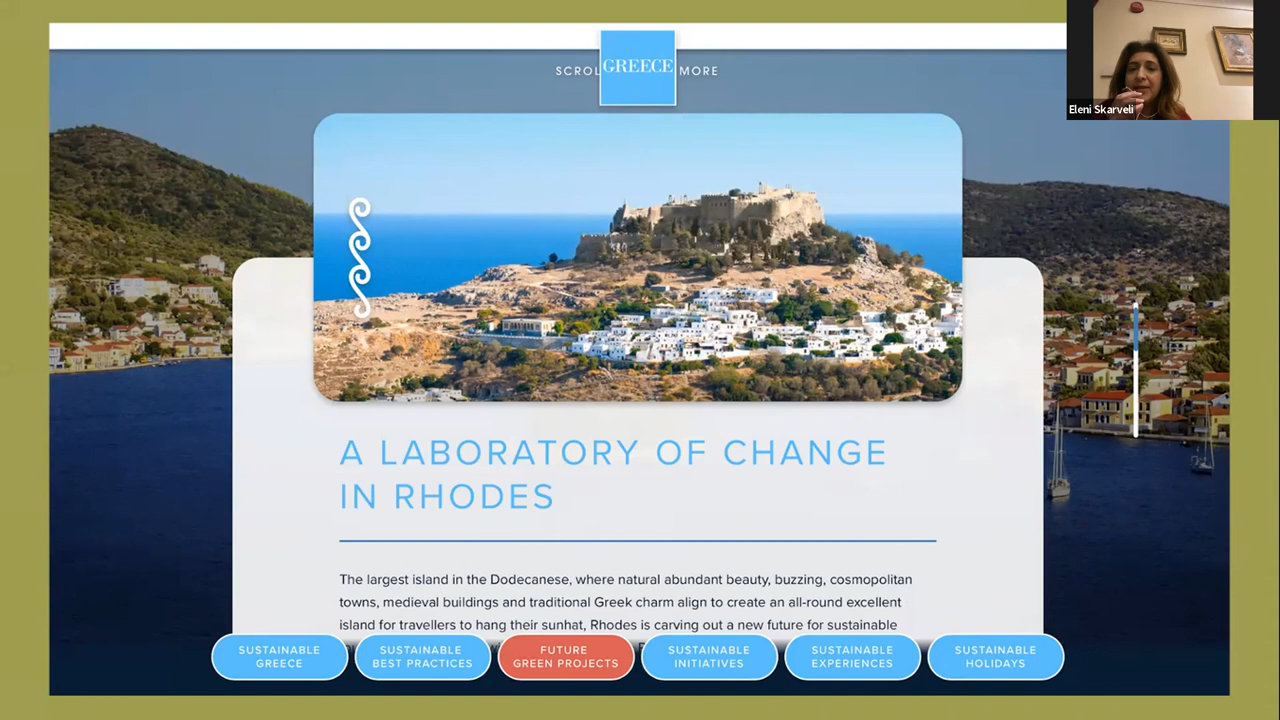 SCROL
GREECE
MORE
Eleni Skarveli
A LABORATORY OF CHANGE
IN RHODES
The largest island in the Dodecanese, where natural abundant beauty, buzzing, cosmopolitan
towns, medieval buildings and traditional Greek charm align to create an all-round excellent
island for travellers to hang their sunhat, Rhodes is carving out a new future for sustainable
SUSTAINABLE
GREECE
SUSTAINABLE
BEST PRACTICES
FUTURE
GREEN PROJECTS
SUSTAINABLE
INITIATIVES
SUSTAINABLE
EXPERIENCES
SUSTAINABLE
HOLIDAYS